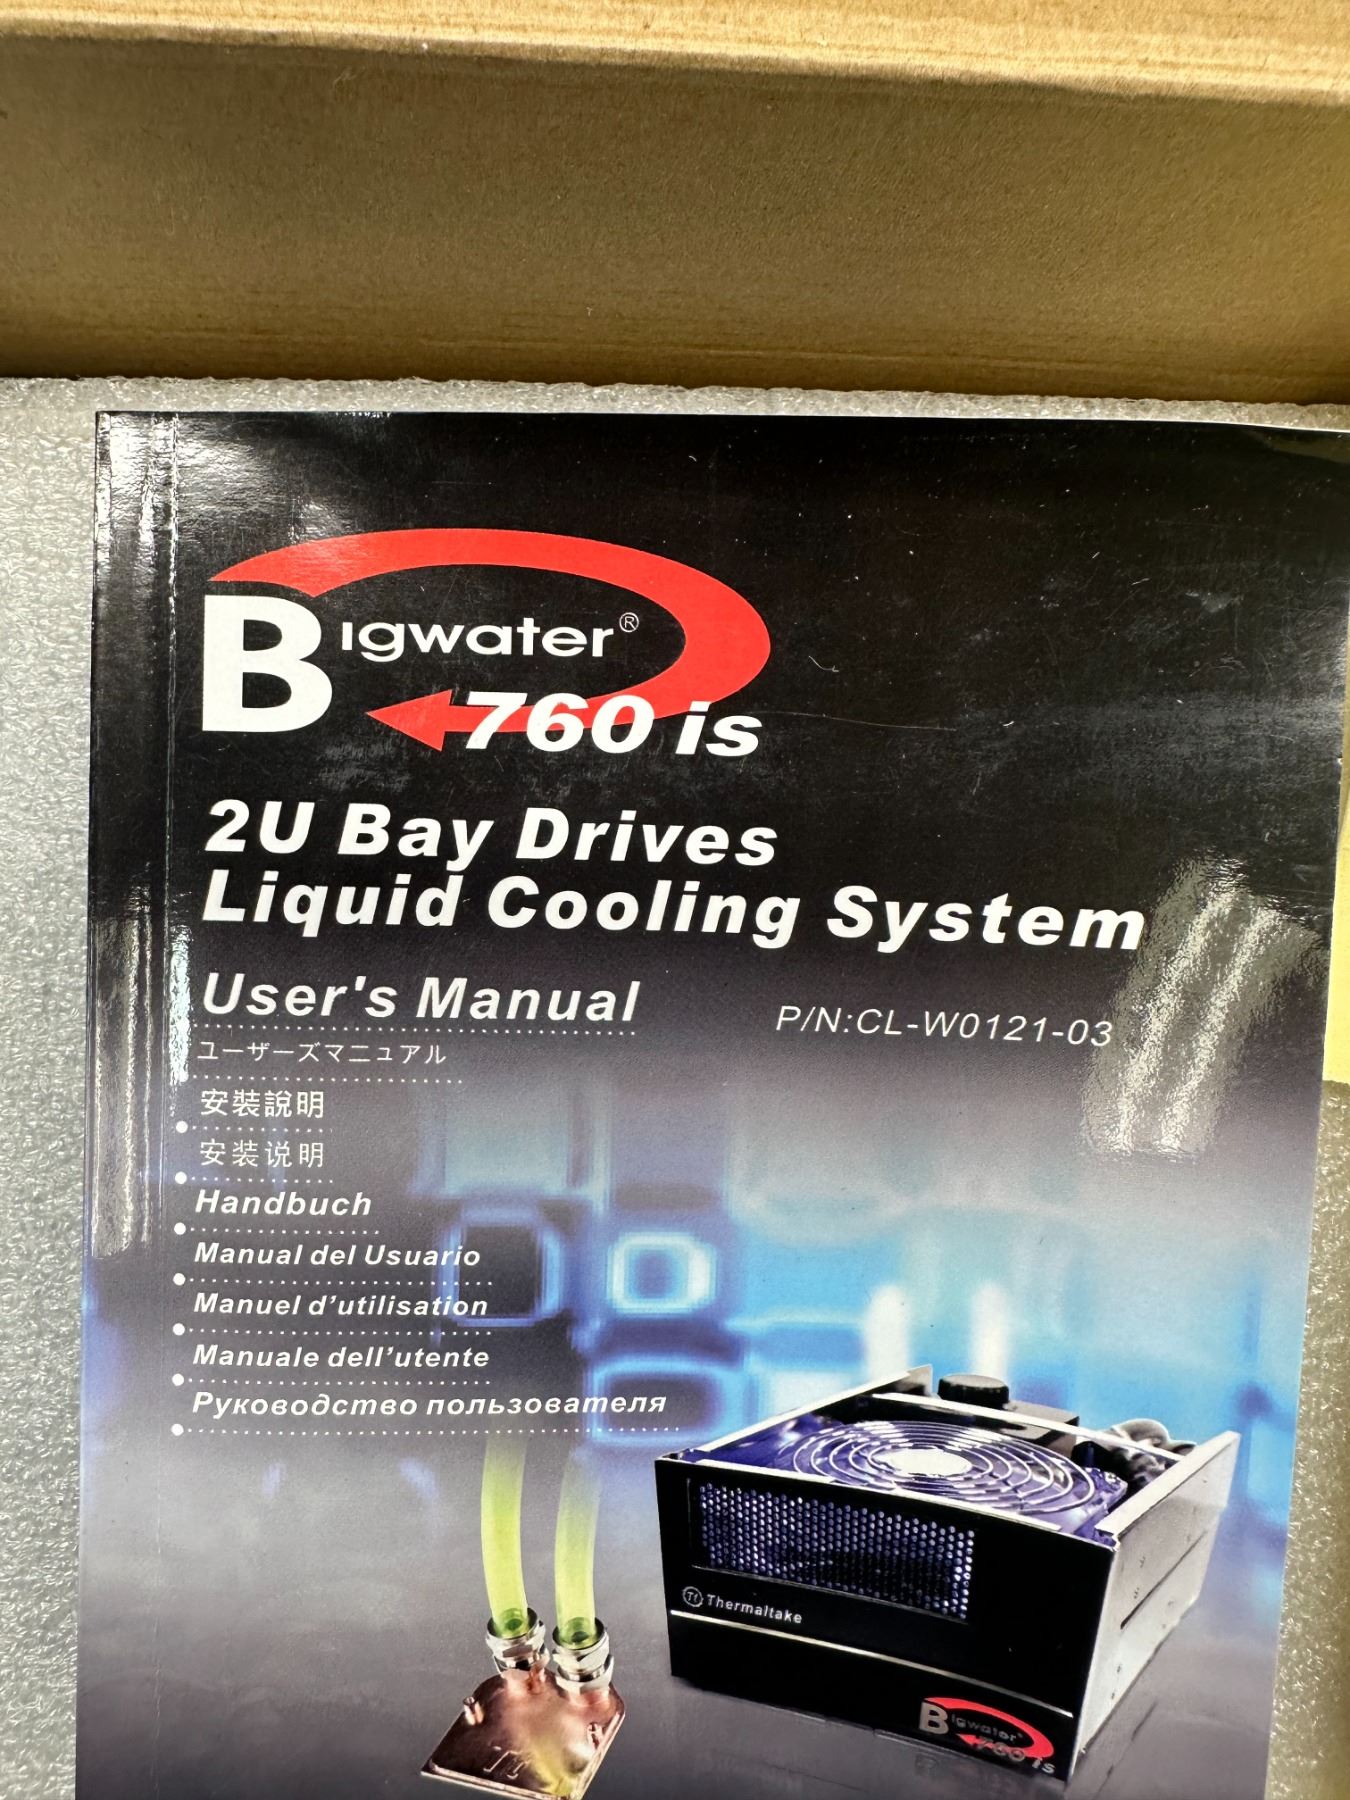 Bigwater®
760 is
2U Bay Drives
Liquid Cooling System
User's Manual
P/N:CL-W0121-03
ユーザーズマニュアル
安裝說明
安装说明
Handbuch
Manual del Usuario
Manuel d'utilisation
Manuale dell'utente
Руководство пользователя
Tt Thermaltake
Bigwater
760 is